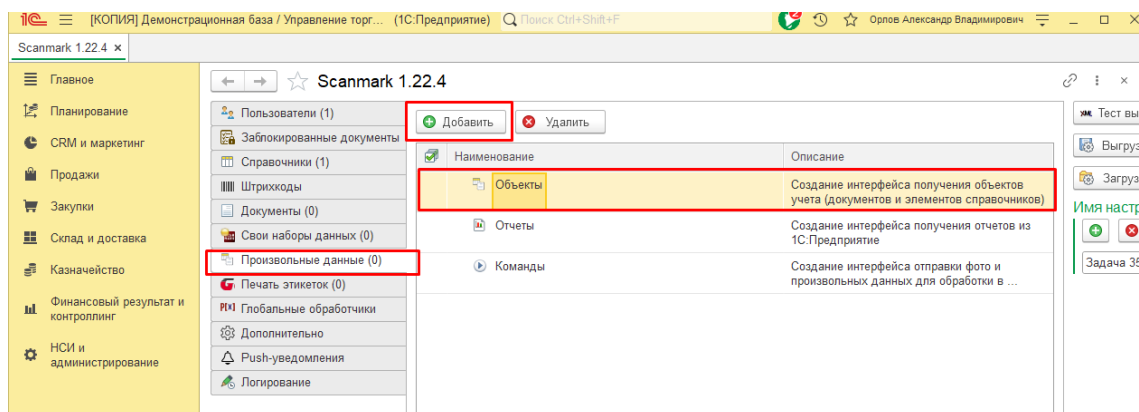 [КОПИЯ] Демонстрационная база / Управление торг... (1С:Предприятие) Поиск Ctrl+Shift+F 2 Орлов Александр Владимирович
Scanmark 1.22.4 ×
Главное
Планирование
CRM и маркетинг
Продажи
Закупки
Склад и доставка
Казначейство
Финансовый результат и
контроллинг
НСИ и
администрирование
Scanmark 1.22.4
Пользователи (1)
Заблокированные документы
Справочники (1)
Штрихкоды
Документы (0)
Свои наборы данных (0)
Произвольные данные (0)
Печать этикеток (0)
Глобальные обработчики
Дополнительно
Push-уведомления
Логирование
Добавить Удалить
Наименование Описание
Объекты Создание интерфейса получения объектов
учета (документов и элементов справочников)
Отчеты Создание интерфейса получения отчетов из
1С:Предприятие
Команды Создание интерфейса отправки фото и
произвольных данных для обработки в ...
XML Тест вы
Выгруз
Загруз
Имя настр
Задача 35